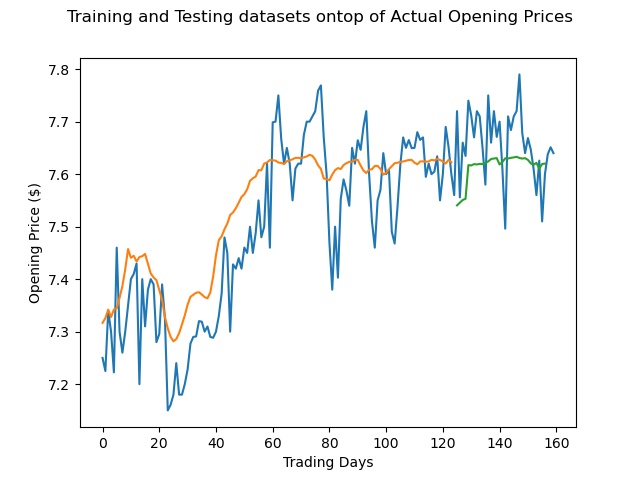 Training and Testing datasets ontop of Actual Opening Prices
7.8
7.7
7.6
7.5
7.4
7.3
7.2
Opening Price ($)
0 20 40 60 80 100 120 140 160
Trading Days